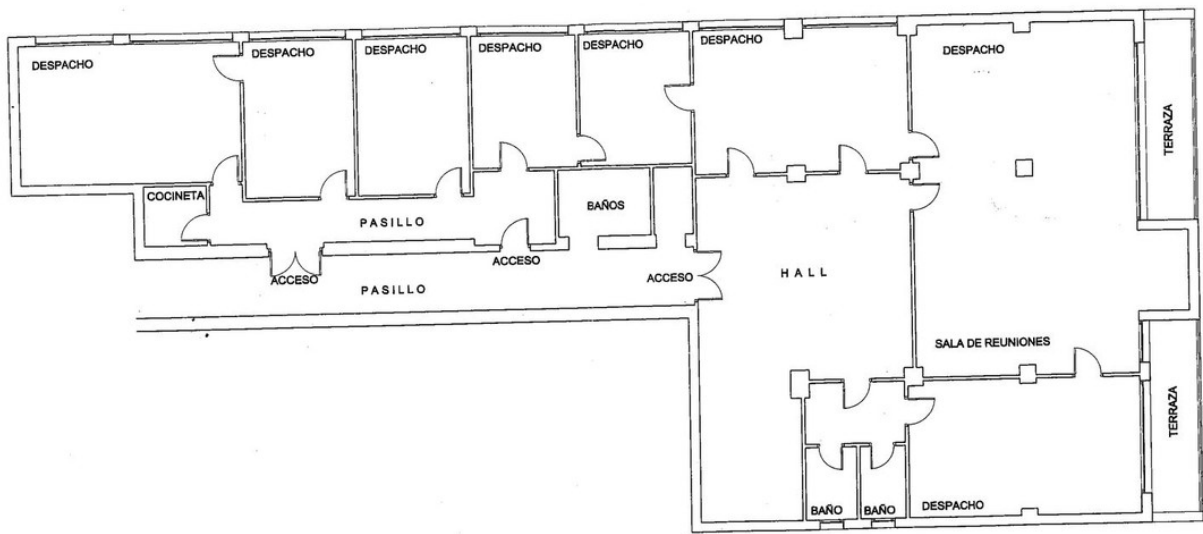 DESPACHO
DESPACHO
DESPACHO
DESPACHO
DESPACHO
DESPACHO
DESPACHO
TERRAZA
COCINETA
BAÑOS
PASILLO
ACCESO
ACCESO
ACCESO
PASILLO
HALL
SALA DE REUNIONES
TERRAZA
BAÑO
BAÑO
DESPACHO